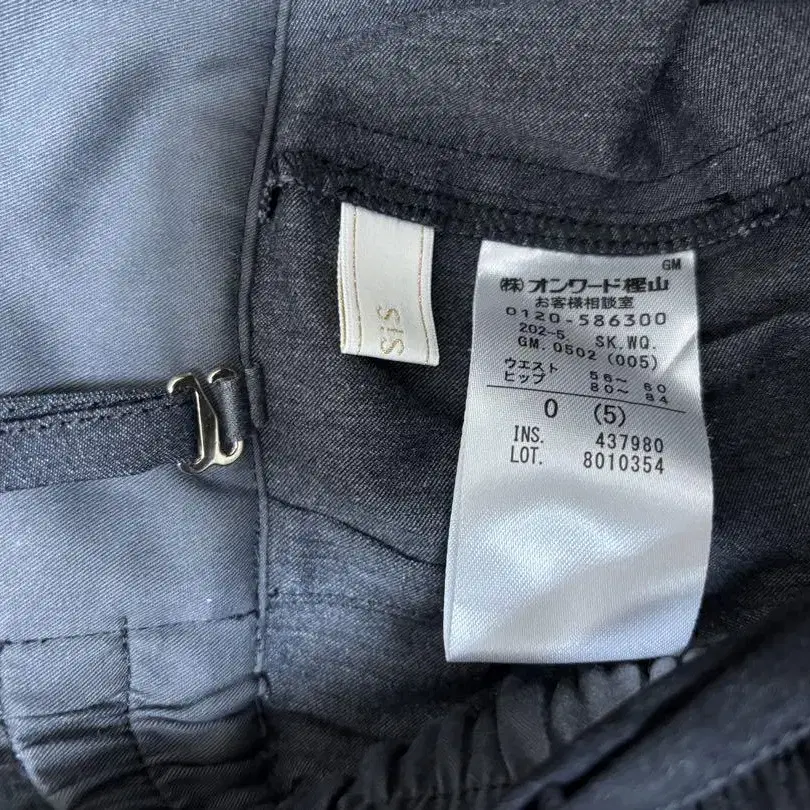 sis
GM
(株)オンワード樫山
お客様相談室
0120-586300
202-5 SK.WQ.
GM. 0502 (005)
ウエスト 56~ 60
ヒップ 80~ 84
0 (5)
INS. 437980
LOT. 8010354